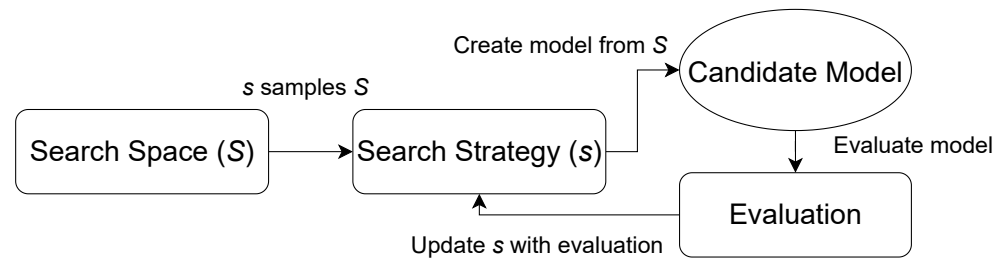 Create model from S
Candidate Model
s samples S
Search Space (S)
Search Strategy (s)
Evaluate model
Evaluation
Update s with evaluation